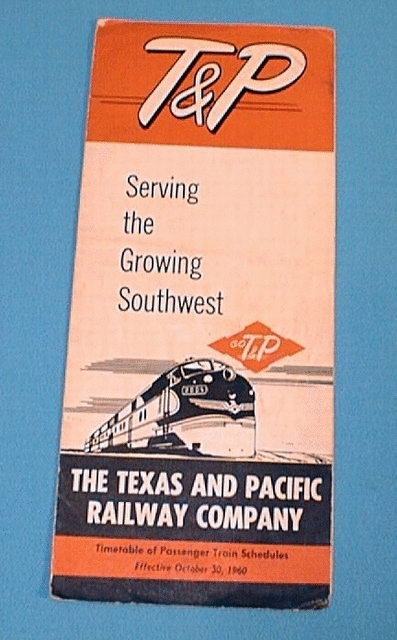 T&P
Serving
the
Growing
Southwest
GO T&P
THE TEXAS AND PACIFIC
RAILWAY COMPANY
Timetable of Passenger Train Schedules
Effective October 30, 1960